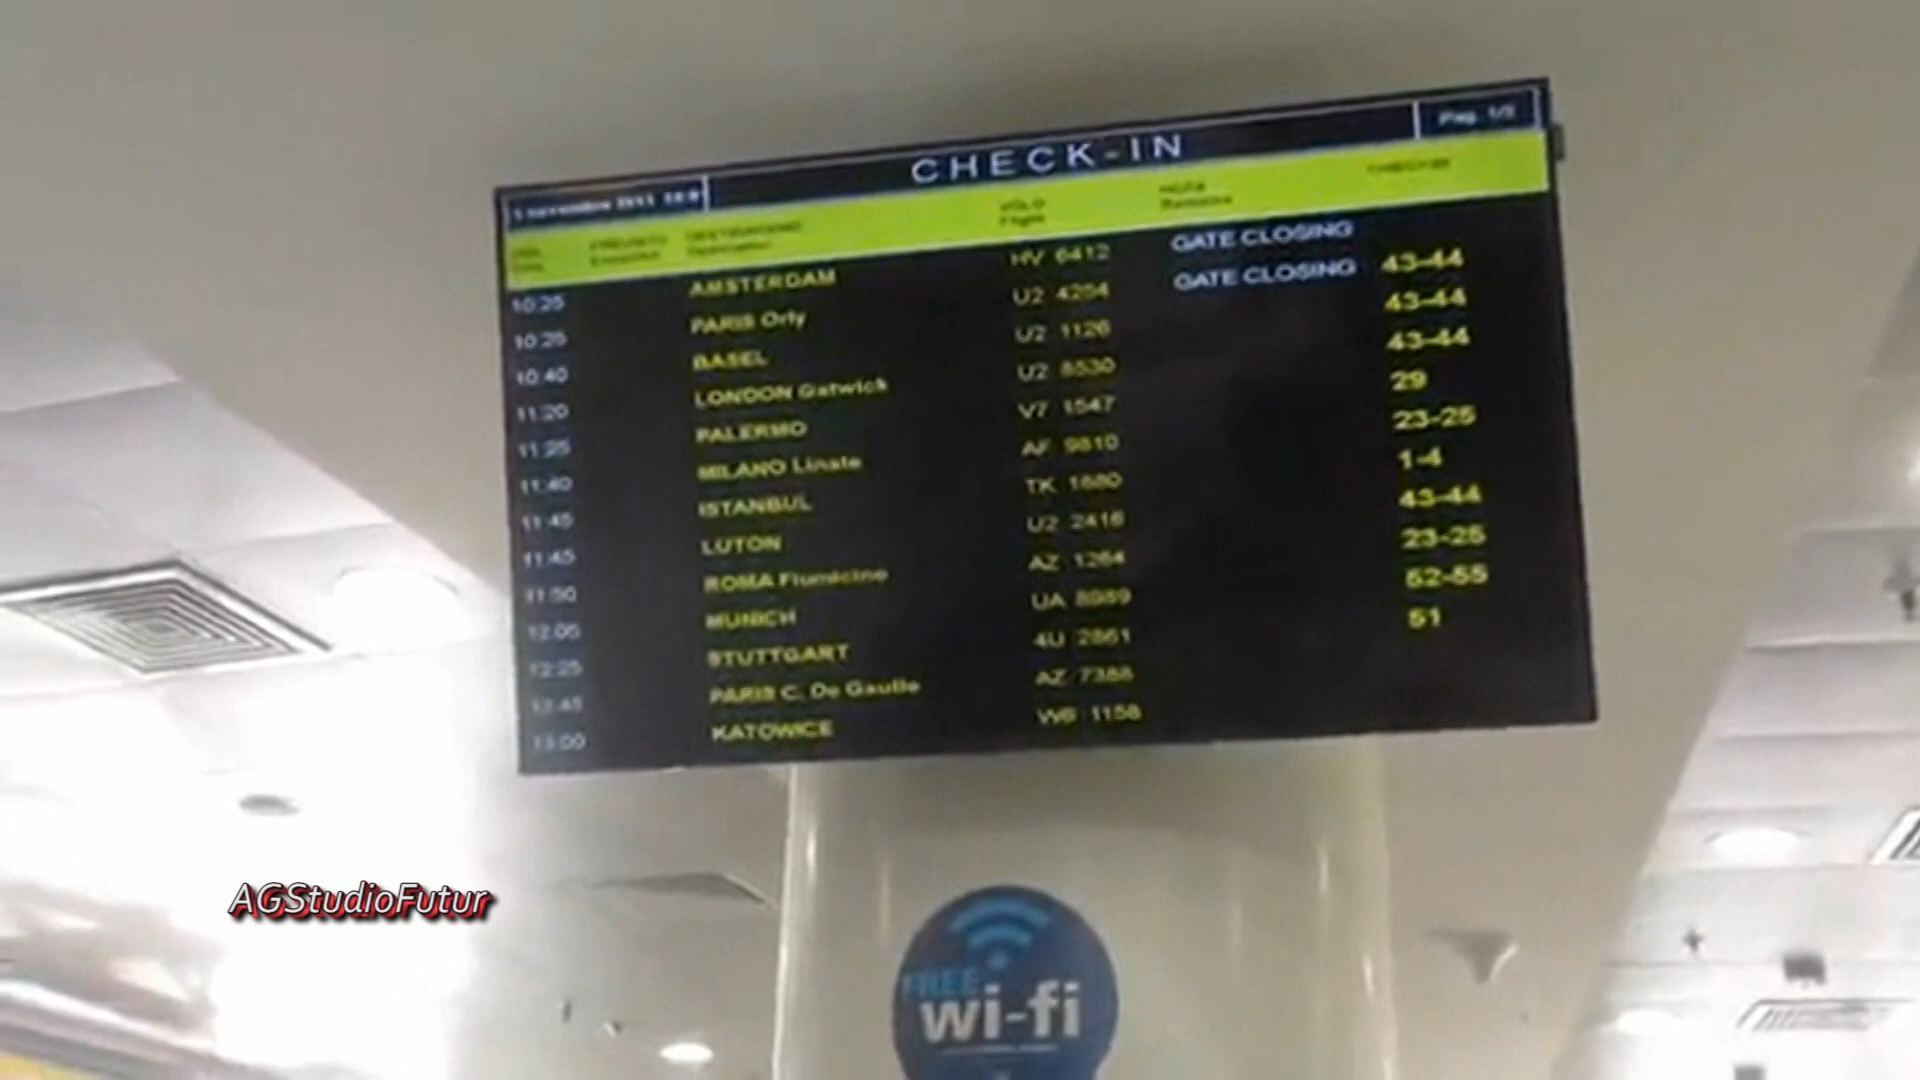 CHECK-IN Pag. 1/2
VOLO
Flight
10:25 AMSTERDAM HV 6412 GATE CLOSING
10:25 PARIS Orly U2 4254 GATE CLOSING 43-44
10:40 BASEL U2 1126 43-44
11:20 LONDON Gatwick U2 8530 43-44
11:25 PALERMO V7 1547 29
11:40 MILANO Linate AF 9810 23-25
11:45 ISTANBUL TK 1880 1-4
11:45 LUTON U2 2416 43-44
11:50 ROMA Fiumicino AZ 1264 23-25
12:05 MUNICH UA 8989 52-55
12:25 STUTTGART 4U 2861 51
12:45 PARIS C. De Gaulle AZ 7388
13:00 KATOWICE W6 1158
AGStudioFutur
FREE
wi-fi